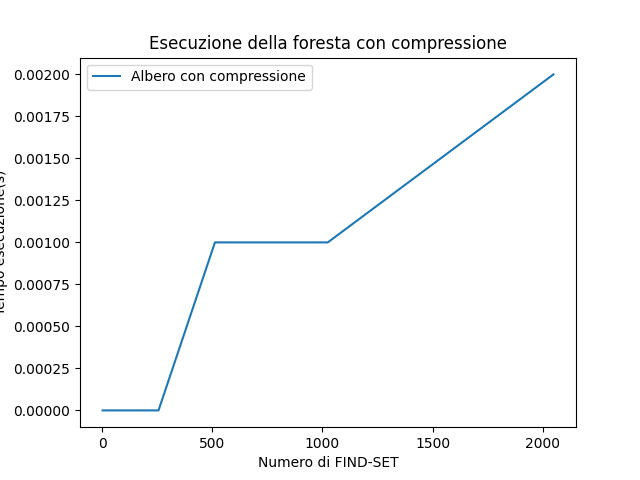 Esecuzione della foresta con compressione
Albero con compressione
0.00200
0.00175
0.00150
0.00125
0.00100
0.00075
0.00050
0.00025
0.00000
Tempo esecuzione(s)
0 500 1000 1500 2000
Numero di FIND-SET